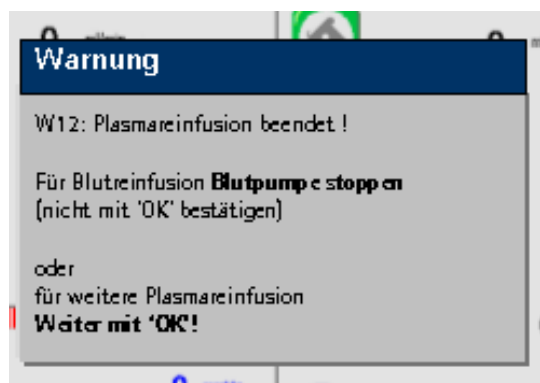 Warnung
W12: Plasmareinfusion beendet !
Für Blutreinfusion Blutpumpe stoppen
(nicht mit 'OK' bestätigen)
oder
für weitere Plasmareinfusion
Weiter mit 'OK'!